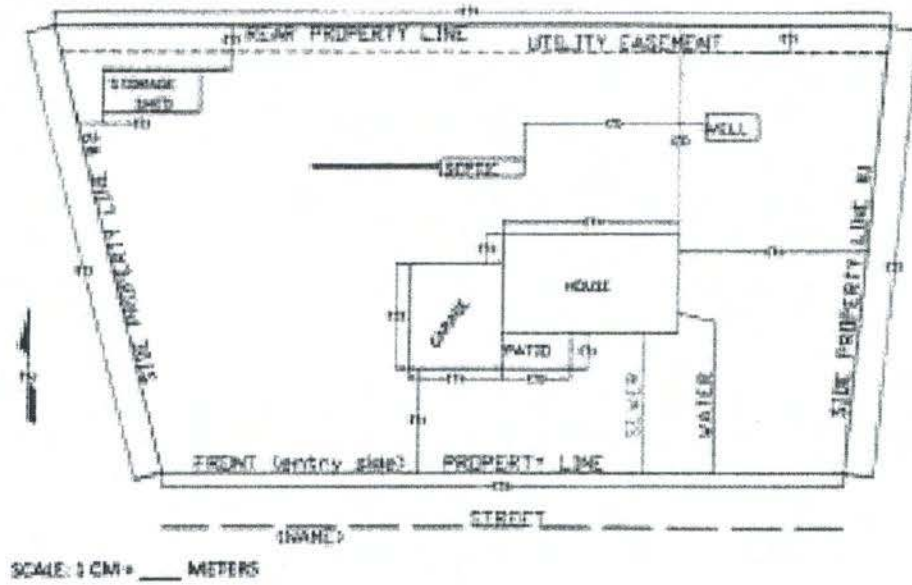 REAR PROPERTY LINE
UTILITY EASEMENT
STORAGE
SHED
WELL
SEPTIC
SIDE PROPERTY LINE
SIDE PROPERTY LINE
HOUSE
GARAGE
PATIO
SEWER
WATER
FRONT (entry side) PROPERTY LINE
STREET
(NAME)
SCALE: 1 CM = ____ METERS